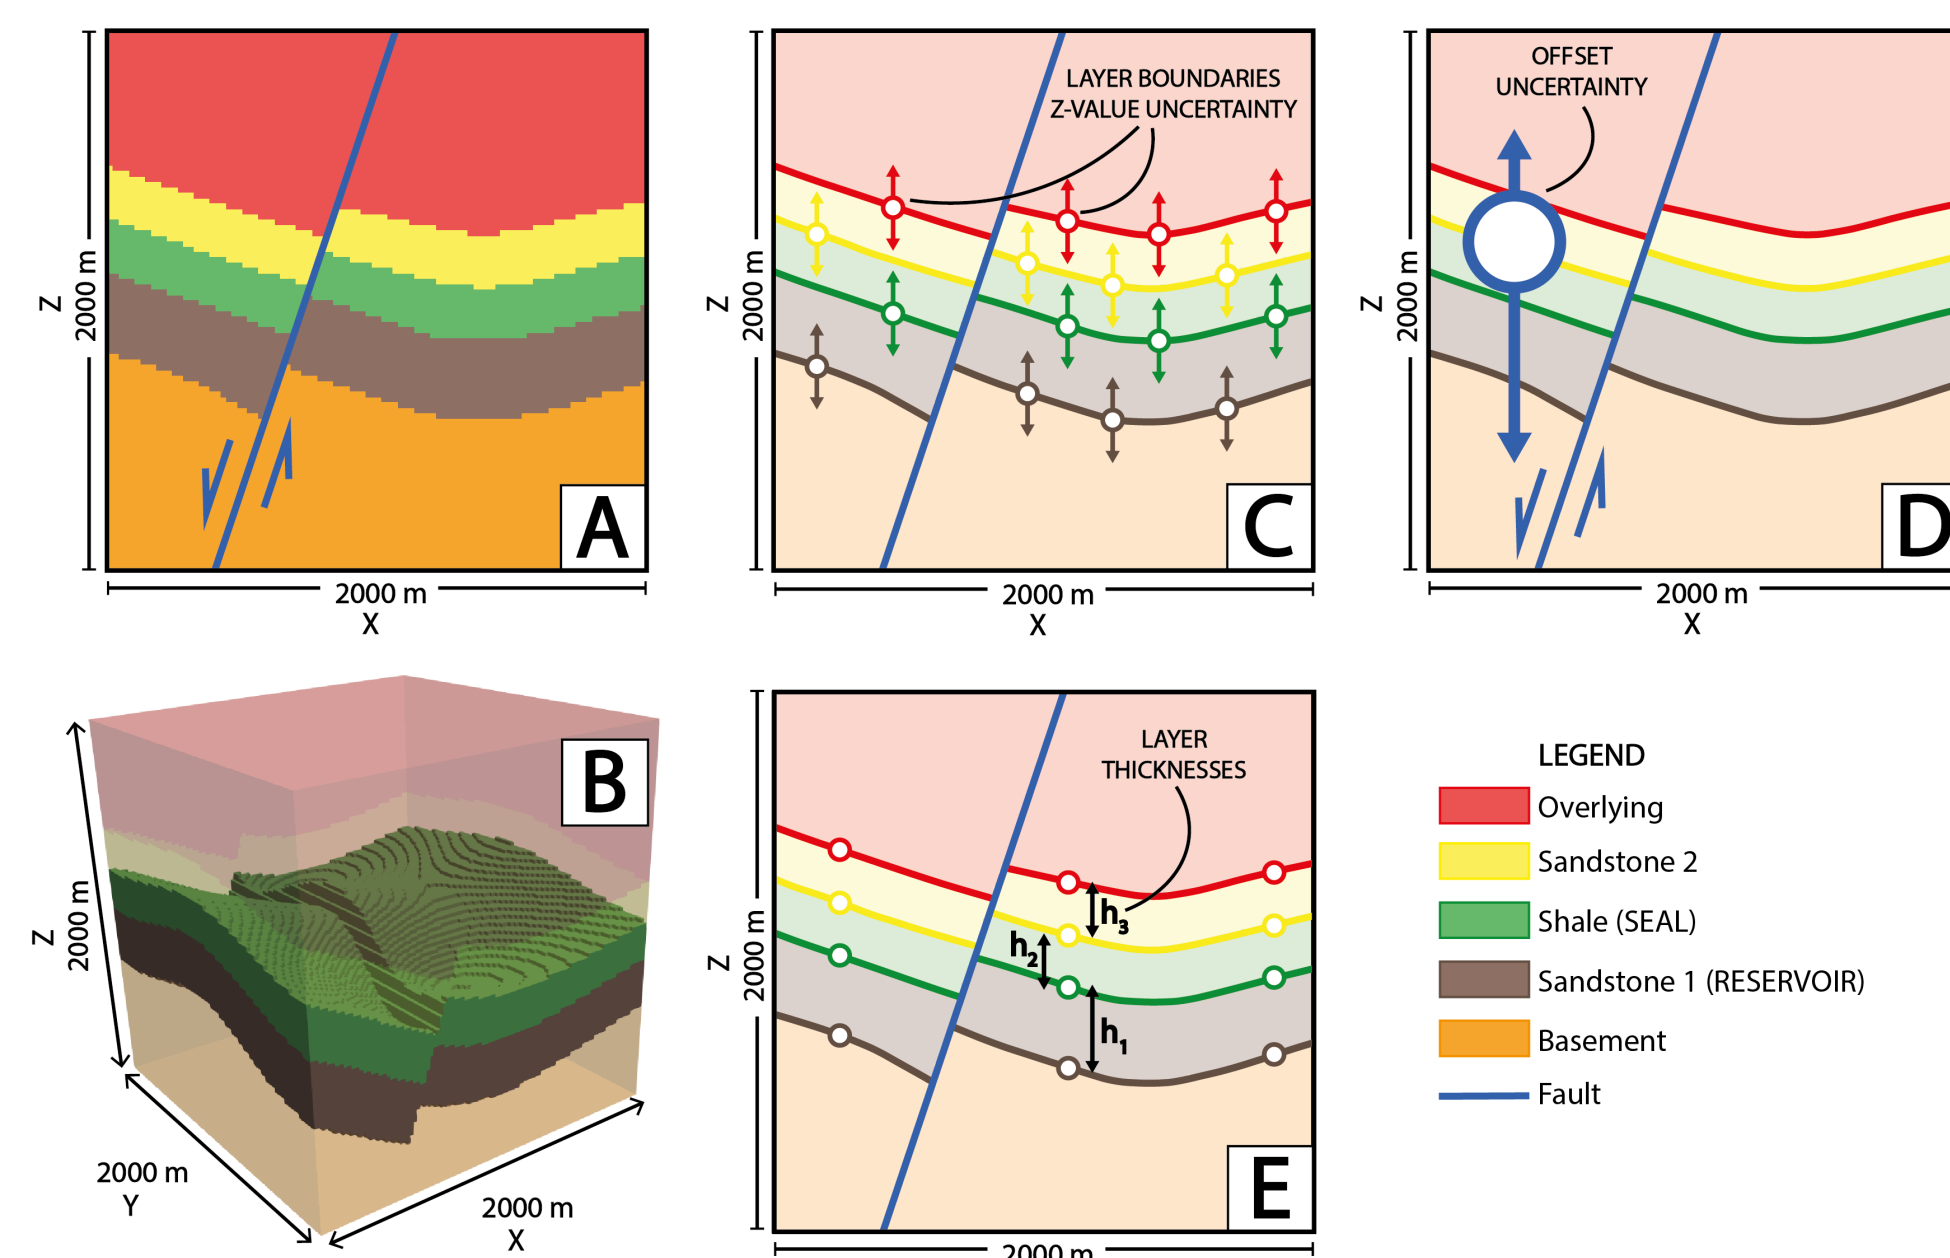 Z
2000 m
A
2000 m
X
LAYER BOUNDARIES
Z-VALUE UNCERTAINTY
Z
2000 m
C
2000 m
X
OFFSET
UNCERTAINTY
Z
2000 m
D
2000 m
X
B
Z
2000 m
2000 m
Y
2000 m
X
LAYER
THICKNESSES
h3
h2
h1
Z
2000 m
E
2000 m
LEGEND
Overlying
Sandstone 2
Shale (SEAL)
Sandstone 1 (RESERVOIR)
Basement
Fault